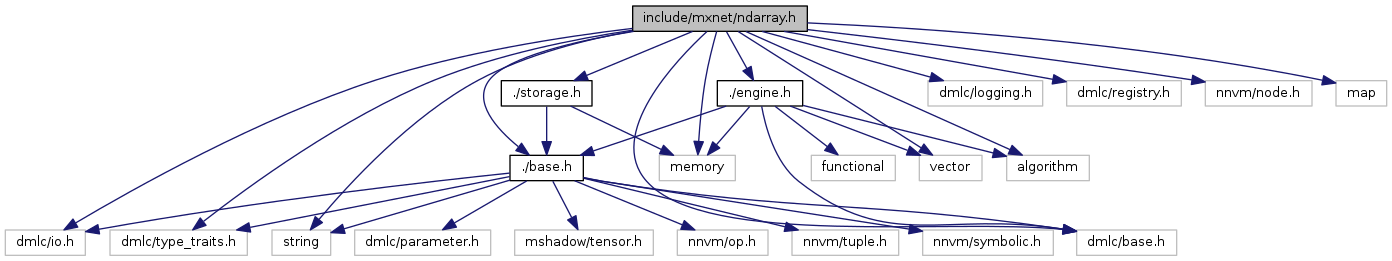 include/mxnet/ndarray.h
./storage.h
./engine.h
dmlc/logging.h
dmlc/registry.h
nnvm/node.h
map
./base.h
memory
functional
vector
algorithm
dmlc/io.h
dmlc/type_traits.h
string
dmlc/parameter.h
mshadow/tensor.h
nnvm/op.h
nnvm/tuple.h
nnvm/symbolic.h
dmlc/base.h